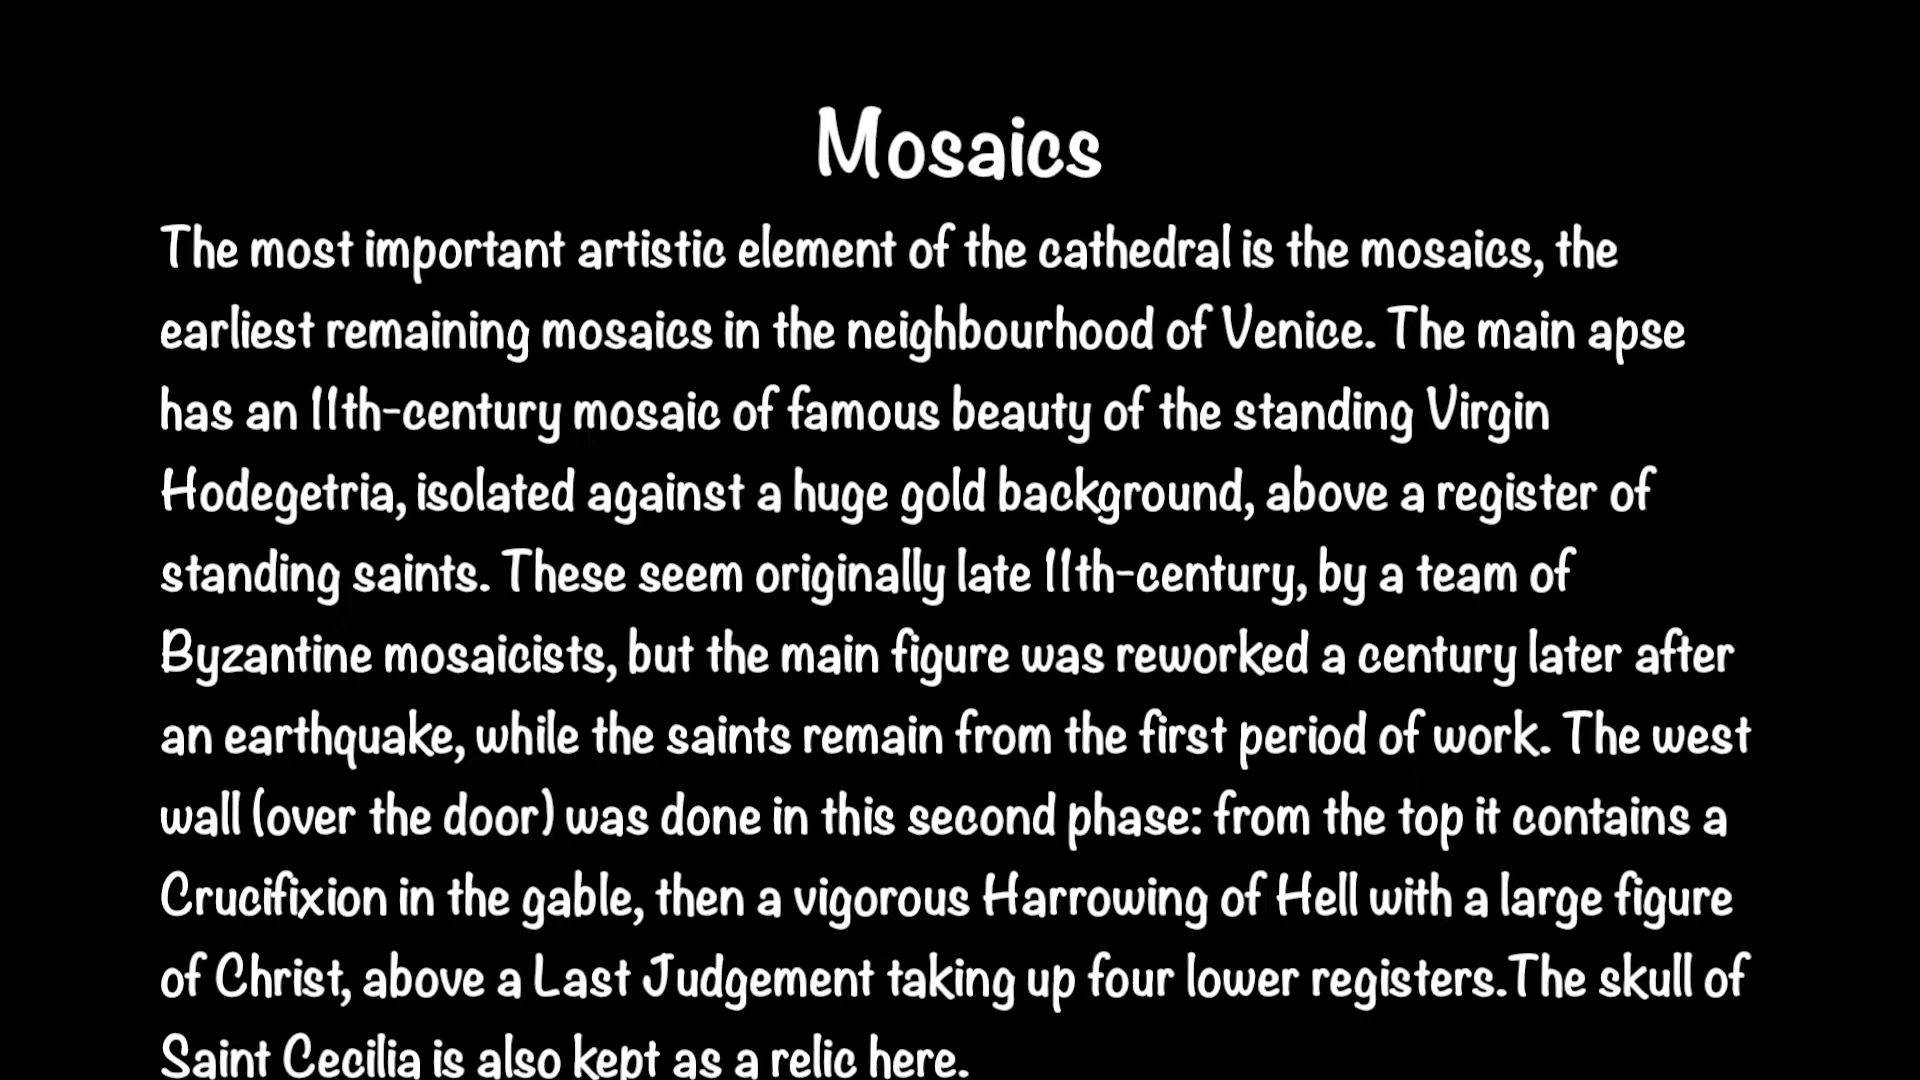 Mosaics
The most important artistic element of the cathedral is the mosaics, the
earliest remaining mosaics in the neighbourhood of Venice. The main apse
has an 11th-century mosaic of famous beauty of the standing Virgin
Hodegetria, isolated against a huge gold background, above a register of
standing saints. These seem originally late 11th-century, by a team of
Byzantine mosaicists, but the main figure was reworked a century later after
an earthquake, while the saints remain from the first period of work. The west
wall (over the door) was done in this second phase: from the top it contains a
Crucifixion in the gable, then a vigorous Harrowing of Hell with a large figure
of Christ, above a Last Judgement taking up four lower registers.The skull of
Saint Cecilia is also kept as a relic here.